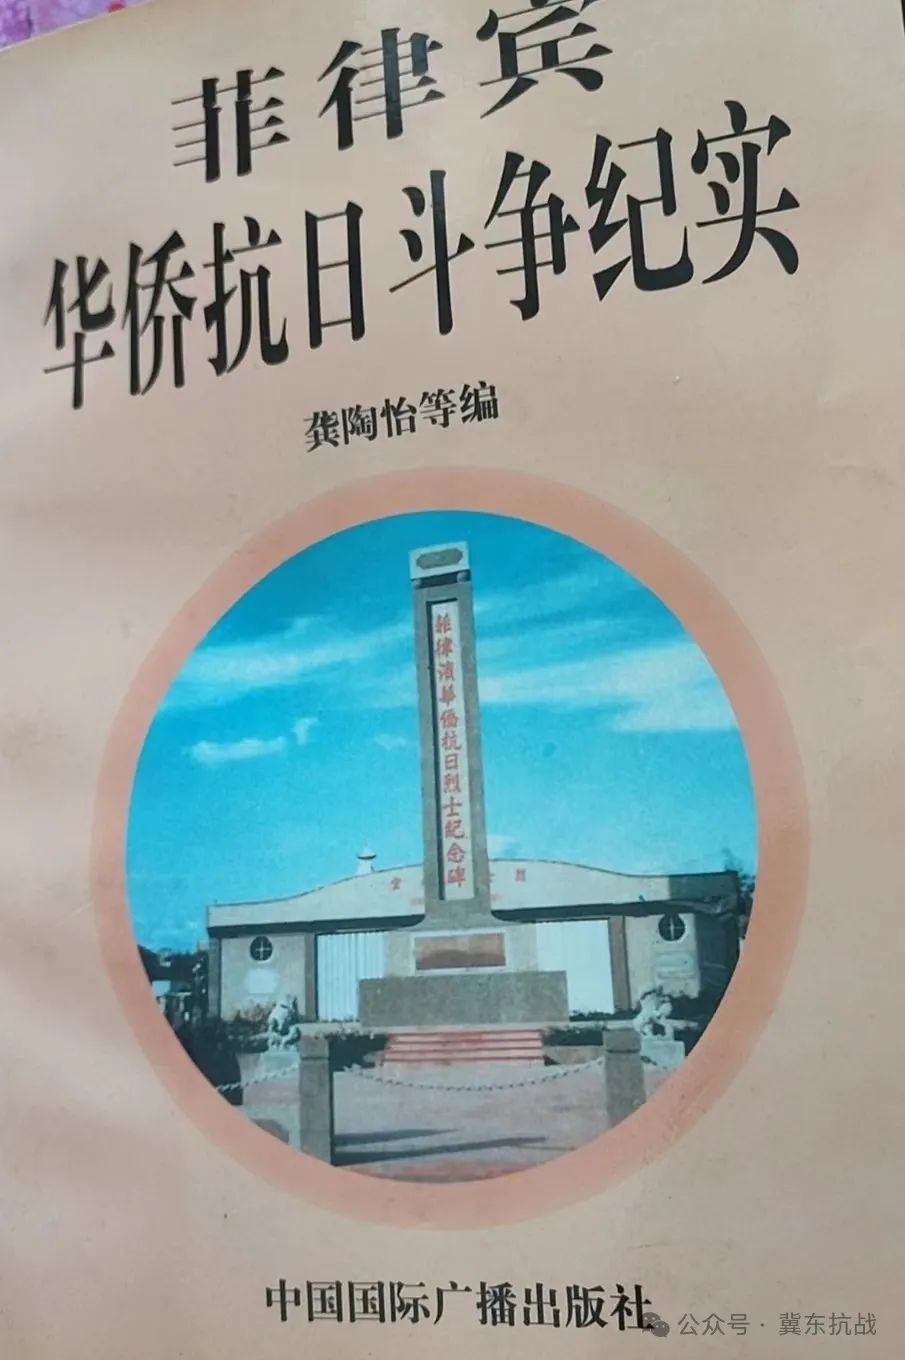 菲律宾
华侨抗日斗争纪实
龚陶怡等编
菲律濱華僑抗日烈士紀念碑
中国国际广播出版社
公众号·冀东抗战